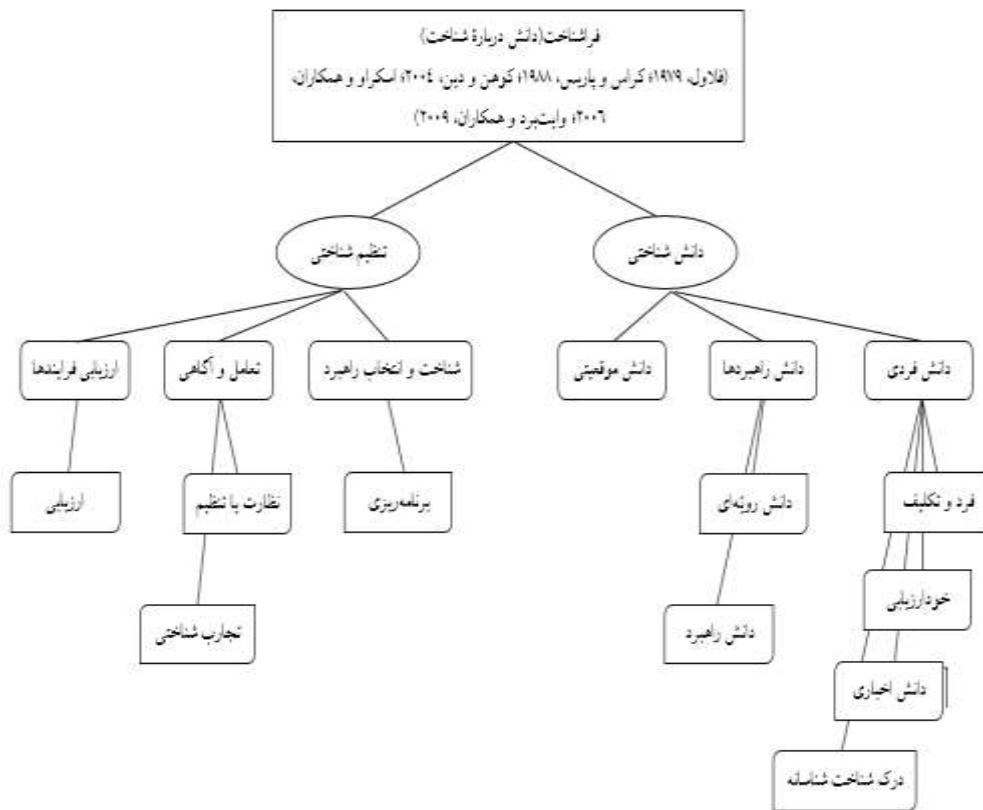 فراشناخت(دانش دربارهٔ شناخت)
(فلاول، ۱۹۷۹؛ کراس و پاریس، ۱۹۸۸؛ کوهن و دین، ۲۰۰۴؛ اسکراو و همکاران،
۲۰۰۶؛ وایت‌برد و همکاران، ۲۰۰۹)
دانش شناختی
تنظیم شناختی
دانش فردی
دانش راهبردها
دانش موقعیتی
شناخت و انتخاب راهبرد
تعامل و آگاهی
ارزیابی فرایندها
فرد و تکلیف
دانش رویّه‌ای
برنامه‌ریزی
نظارت یا تنظیم
ارزیابی
خودارزیابی
دانش راهبرد
تجارب شناختی
دانش اخباری
درک شناخت شناسانه